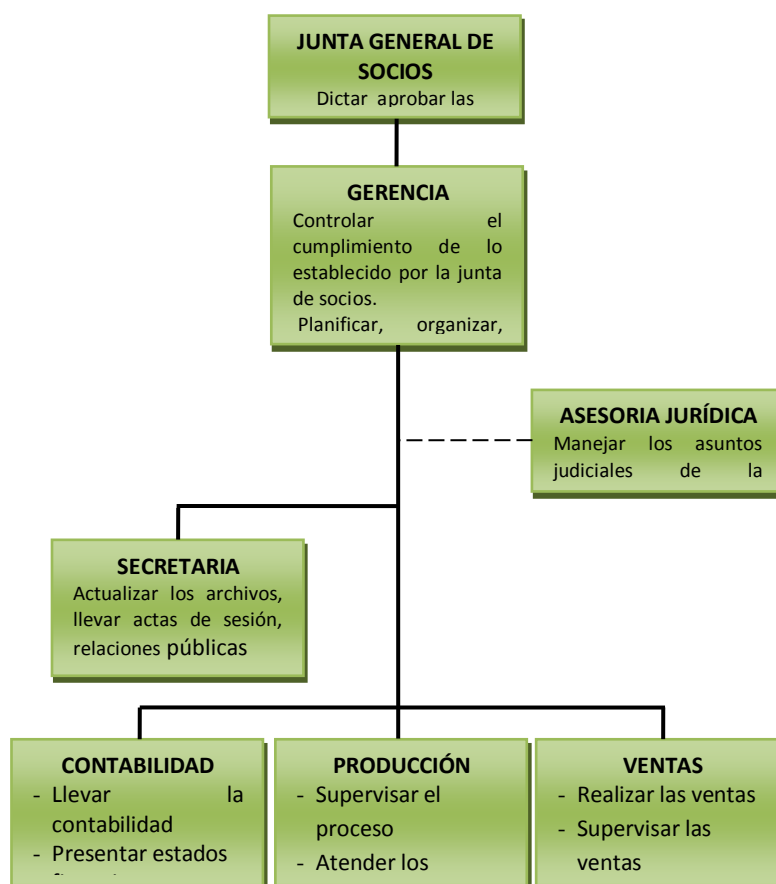 JUNTA GENERAL DE
SOCIOS
Dictar aprobar las
GERENCIA
Controlar el
cumplimiento de lo
establecido por la junta
de socios.
Planificar, organizar,
ASESORIA JURÍDICA
Manejar los asuntos
judiciales de la
SECRETARIA
Actualizar los archivos,
llevar actas de sesión,
relaciones públicas
CONTABILIDAD
- Llevar la
contabilidad
- Presentar estados
PRODUCCIÓN
- Supervisar el
proceso
- Atender los
VENTAS
- Realizar las ventas
- Supervisar las
ventas